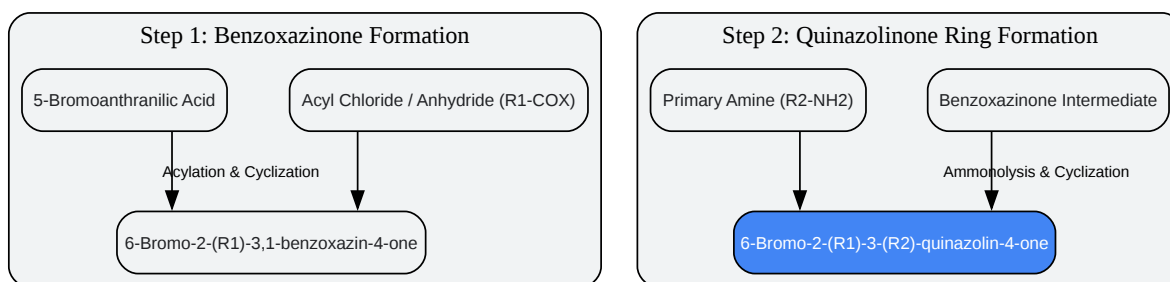 Step 1: Benzoxazinone Formation
5-Bromoanthranilic Acid
Acyl Chloride / Anhydride (R1-COX)
Acylation & Cyclization
6-Bromo-2-(R1)-3,1-benzoxazin-4-one
Step 2: Quinazolinone Ring Formation
Primary Amine (R2-NH2)
Benzoxazinone Intermediate
Ammonolysis & Cyclization
6-Bromo-2-(R1)-3-(R2)-quinazolin-4-one